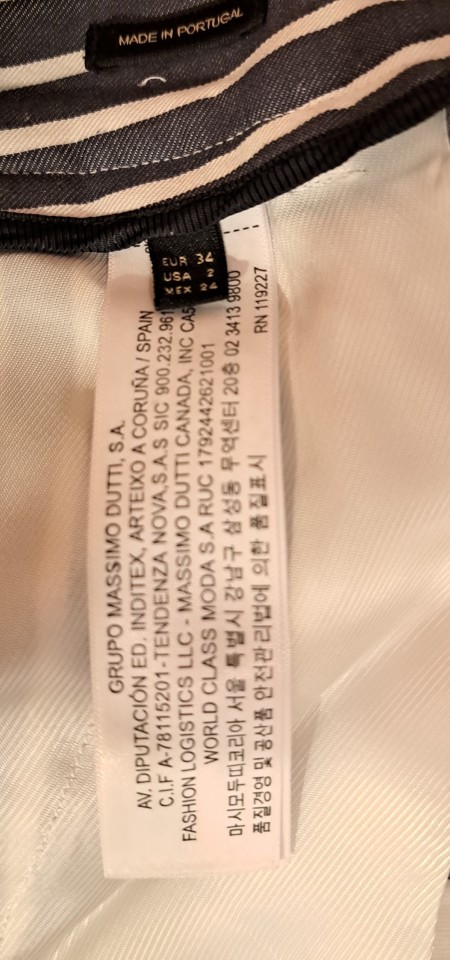 MADE IN PORTUGAL
EUR 34
USA 2
MEX 24
GRUPO MASSIMO DUTTI, S.A.
AV. DIPUTACIÓN ED. INDITEX, ARTEIXO A CORUÑA / SPAIN
C.I.F A-78115201-TENDENZA NOVA,S.A.S SIC 900.232.961
FASHION LOGISTICS LLC - MASSIMO DUTTI CANADA, INC CA5
WORLD CLASS MODA S.A RUC 1792442621001
마시모두띠코리아 서울 특별시 강남구 삼성동 무역센터 20층 02 3413 9800
품질경영 및 공산품 안전관리법에 의한 품질표시
RN 119227